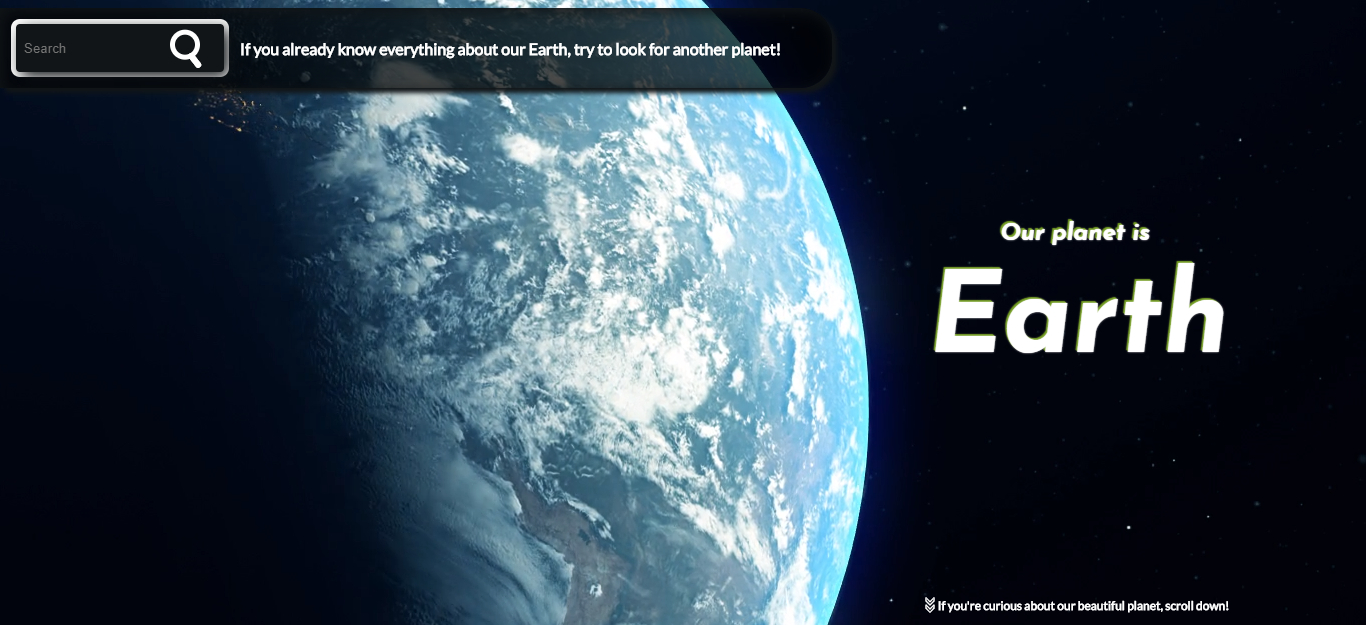 Search
If you already know everything about our Earth, try to look for another planet!
Our planet is
Earth
If you're curious about our beautiful planet, scroll down!